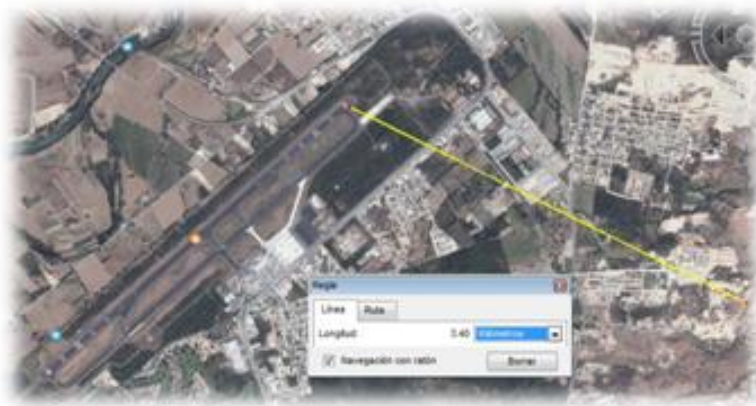 Regla
Línea Ruta
Longitud: 3.40 Kilómetros
Navegación con ratón Borrar